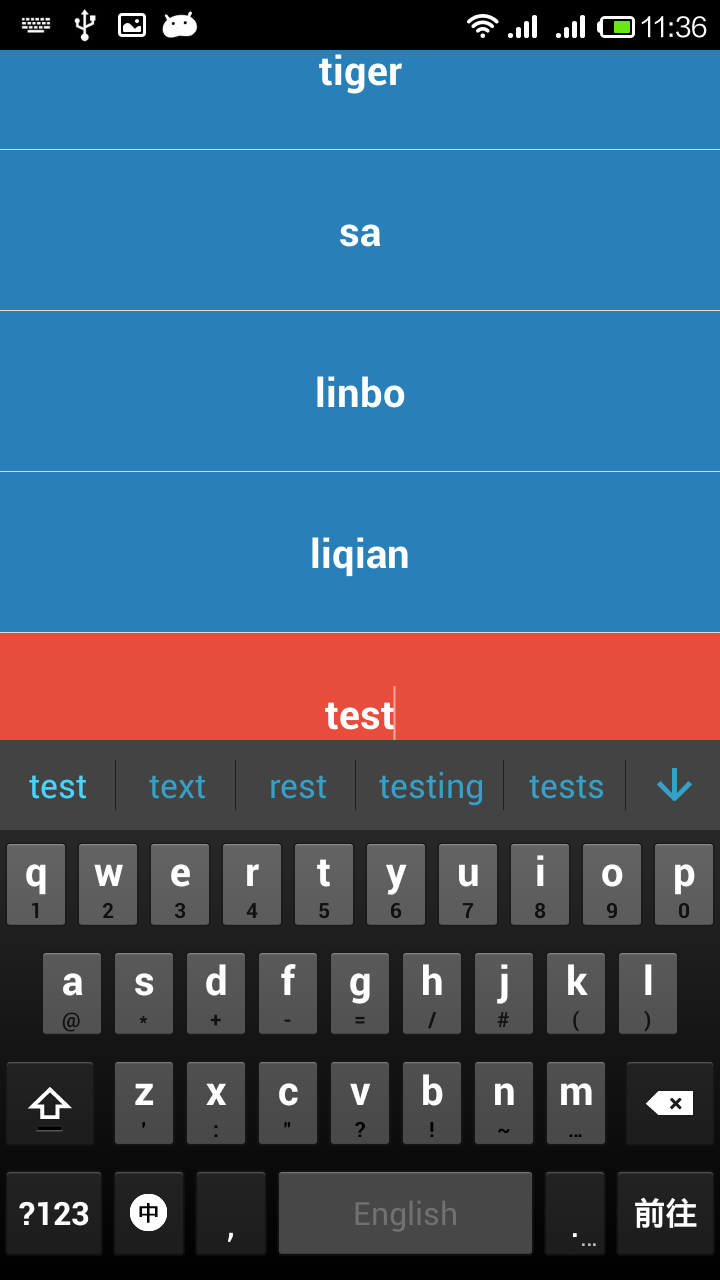 11:36
tiger
sa
linbo
liqian
test
test text rest testing tests
q w e r t y u i o p
1 2 3 4 5 6 7 8 9 0
a s d f g h j k l
@ * + - = / # ( )
z x c v b n m
' : " ? ! ~ …
?123 中 , English . … 前往